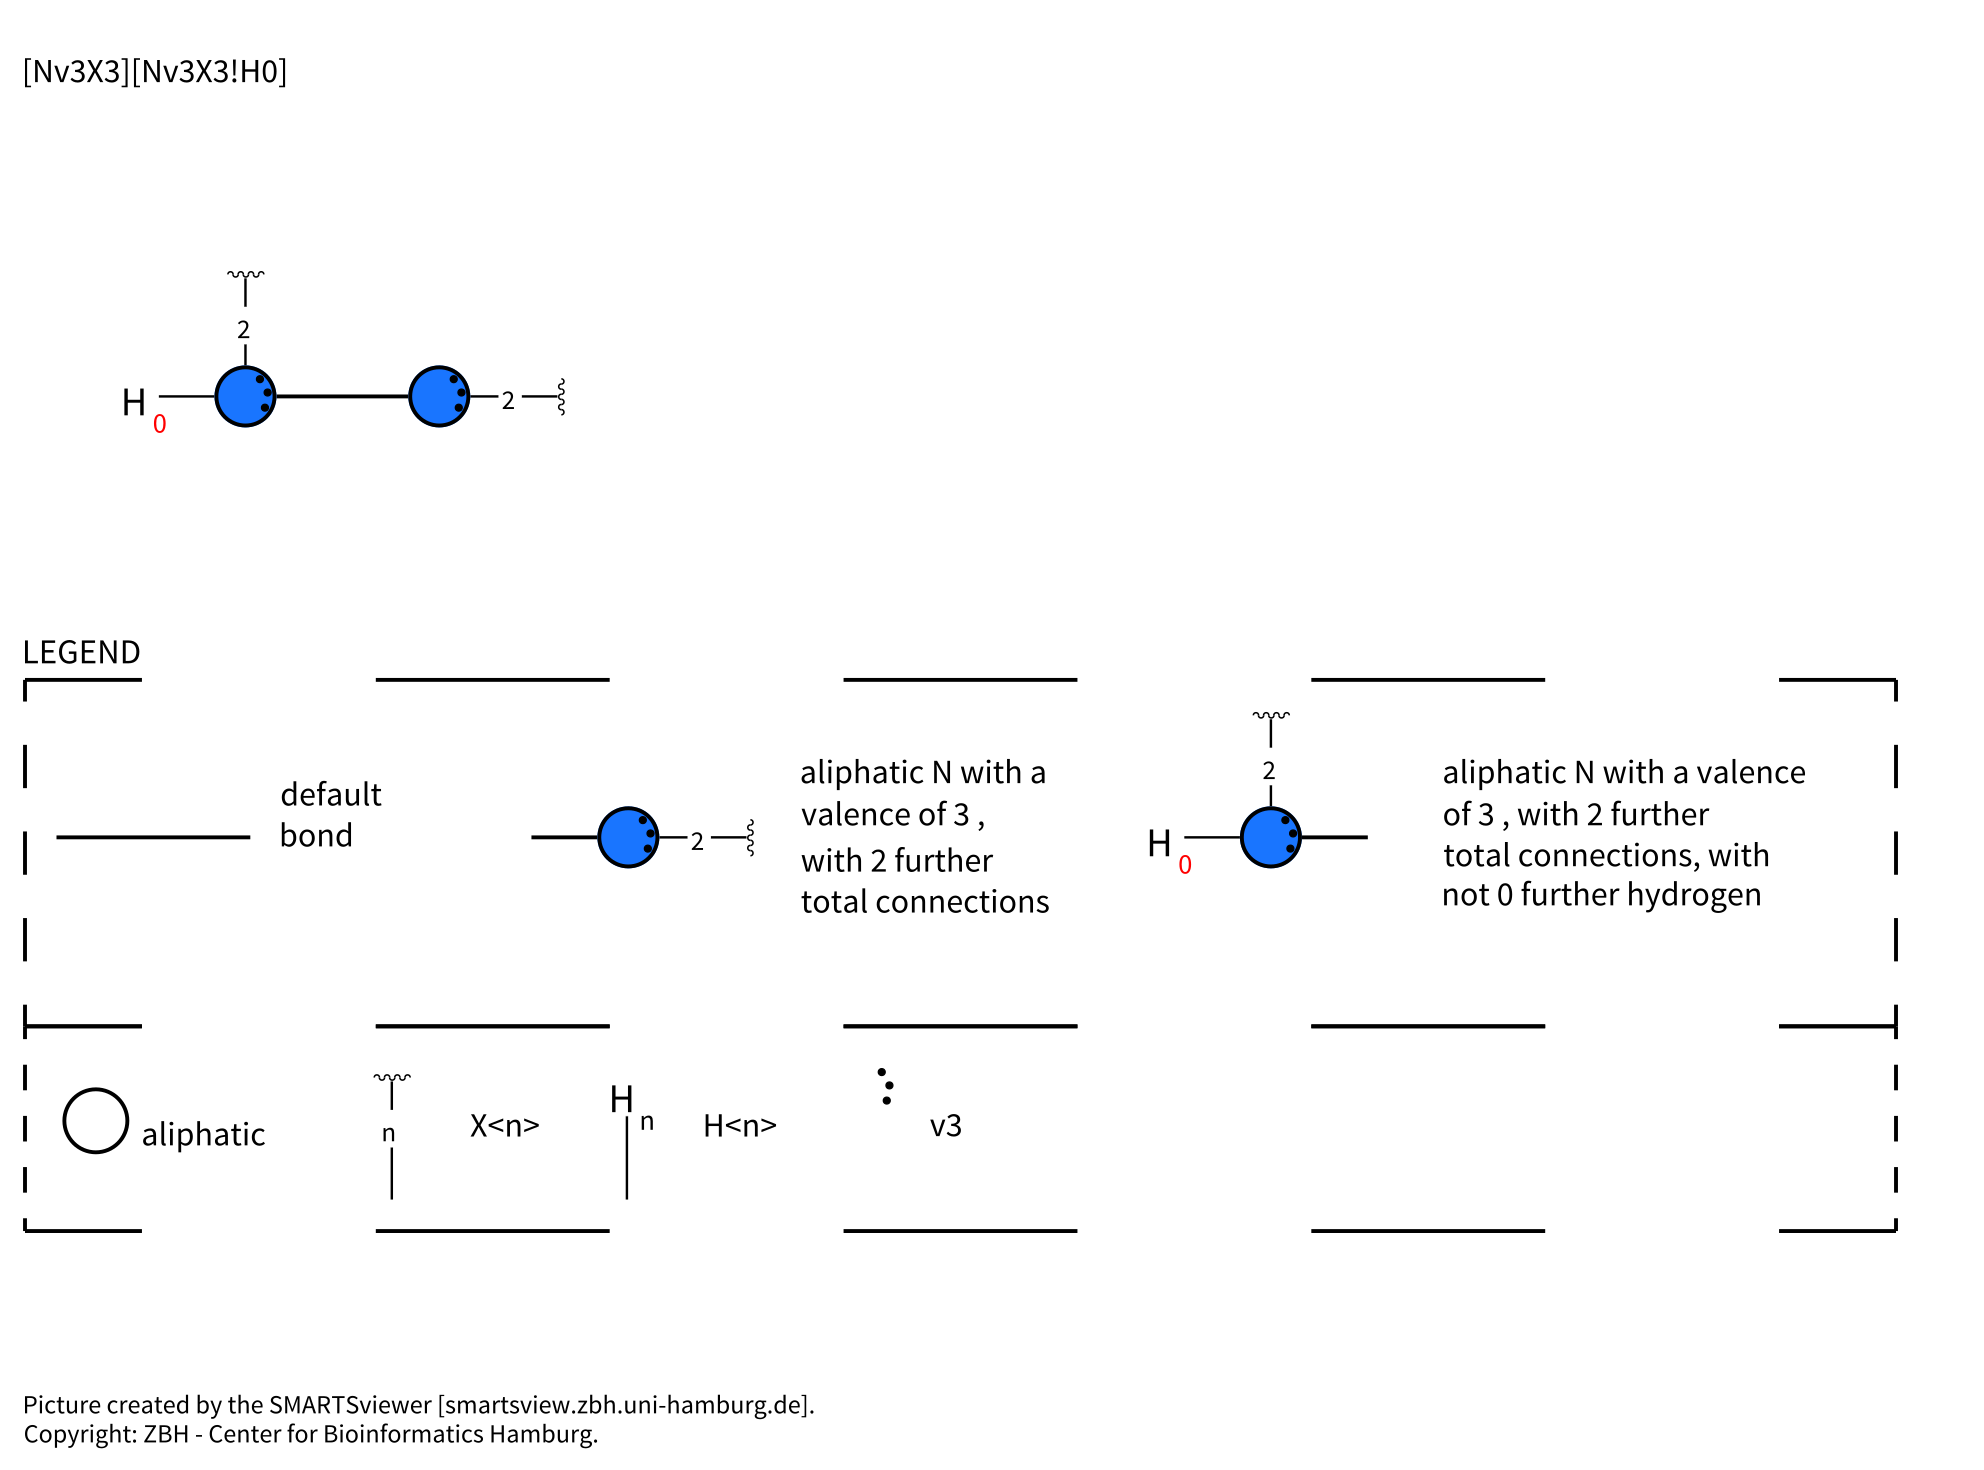 [Nv3X3][Nv3X3!H0]
2
H
0
2
LEGEND
default
bond
2
aliphatic N with a
valence of 3 ,
with 2 further
total connections
2
H
0
aliphatic N with a valence
of 3 , with 2 further
total connections, with
not 0 further hydrogen
aliphatic
n
X<n>
H
n
H<n>
v3
Picture created by the SMARTSviewer [smartsview.zbh.uni-hamburg.de].
Copyright: ZBH - Center for Bioinformatics Hamburg.